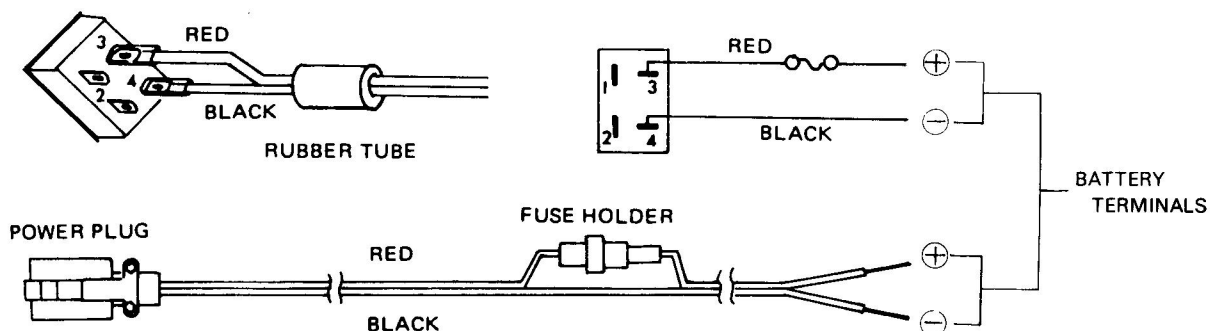 3
RED
4
2
BLACK
RUBBER TUBE
RED
1 3
2 4
BLACK
+
−
BATTERY
TERMINALS
POWER PLUG
FUSE HOLDER
RED
BLACK
+
−